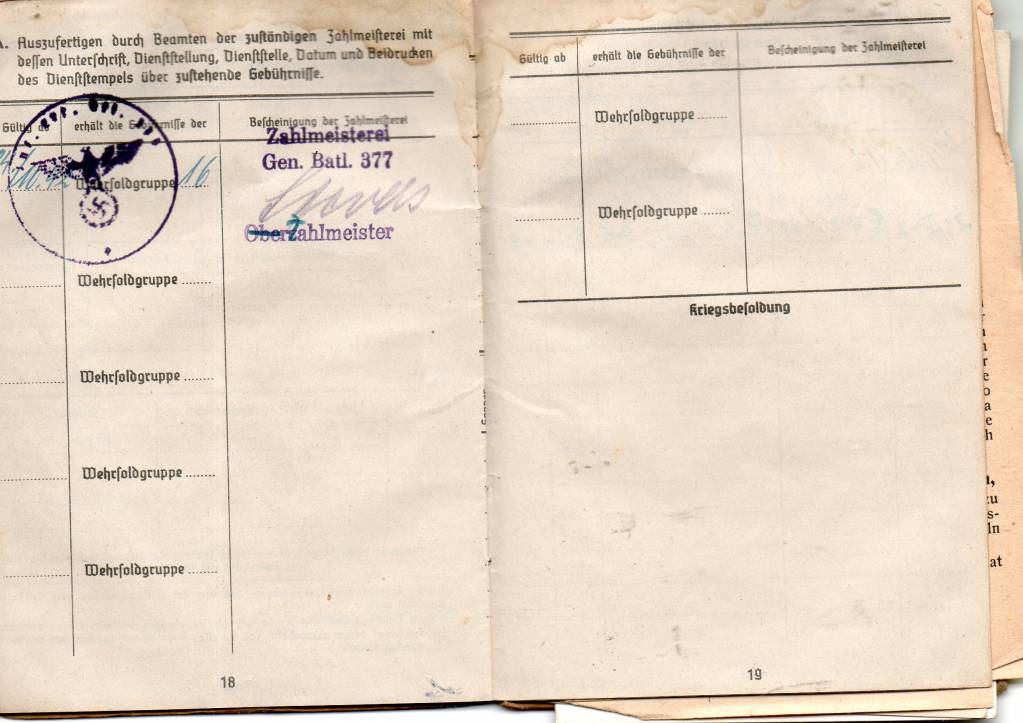 A. Auszufertigen durch Beamten der zuständigen Zahlmeisterei mit
dessen Unterschrift, Dienststellung, Dienststelle, Datum und Beidrucken
des Dienststempels über zustehende Gebührnisse.
Gültig ab
erhält die Gebührnisse der
Bescheinigung der Zahlmeisterei
Wehrsoldgruppe 16
Zahlmeisterei
Gen. Batl. 377
Oberzahlmeister
Wehrsoldgruppe
Wehrsoldgruppe
Wehrsoldgruppe
Wehrsoldgruppe
18
Gültig ab
erhält die Gebührnisse der
Bescheinigung der Zahlmeisterei
Wehrsoldgruppe
Wehrsoldgruppe
Kriegsbesoldung
19